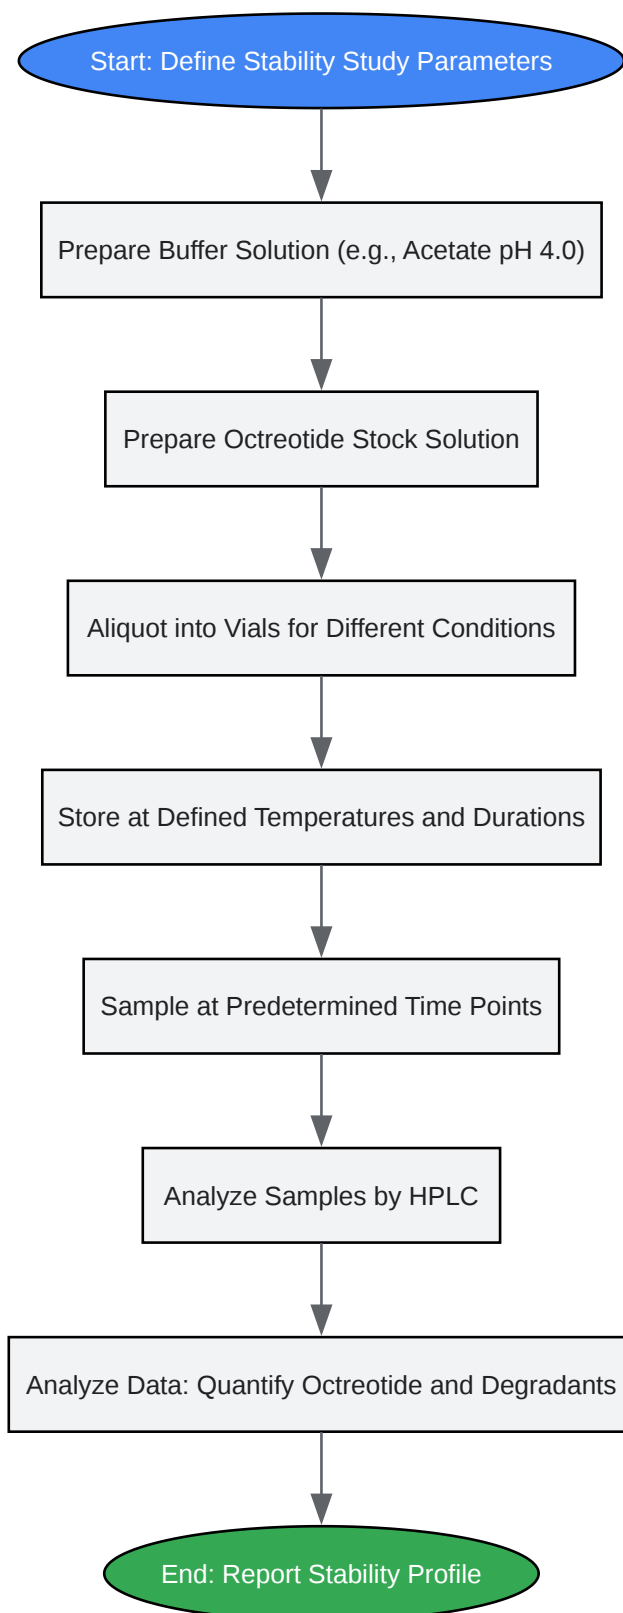 Start: Define Stability Study Parameters
Prepare Buffer Solution (e.g., Acetate pH 4.0)
Prepare Octreotide Stock Solution
Aliquot into Vials for Different Conditions
Store at Defined Temperatures and Durations
Sample at Predetermined Time Points
Analyze Samples by HPLC
Analyze Data: Quantify Octreotide and Degradants
End: Report Stability Profile